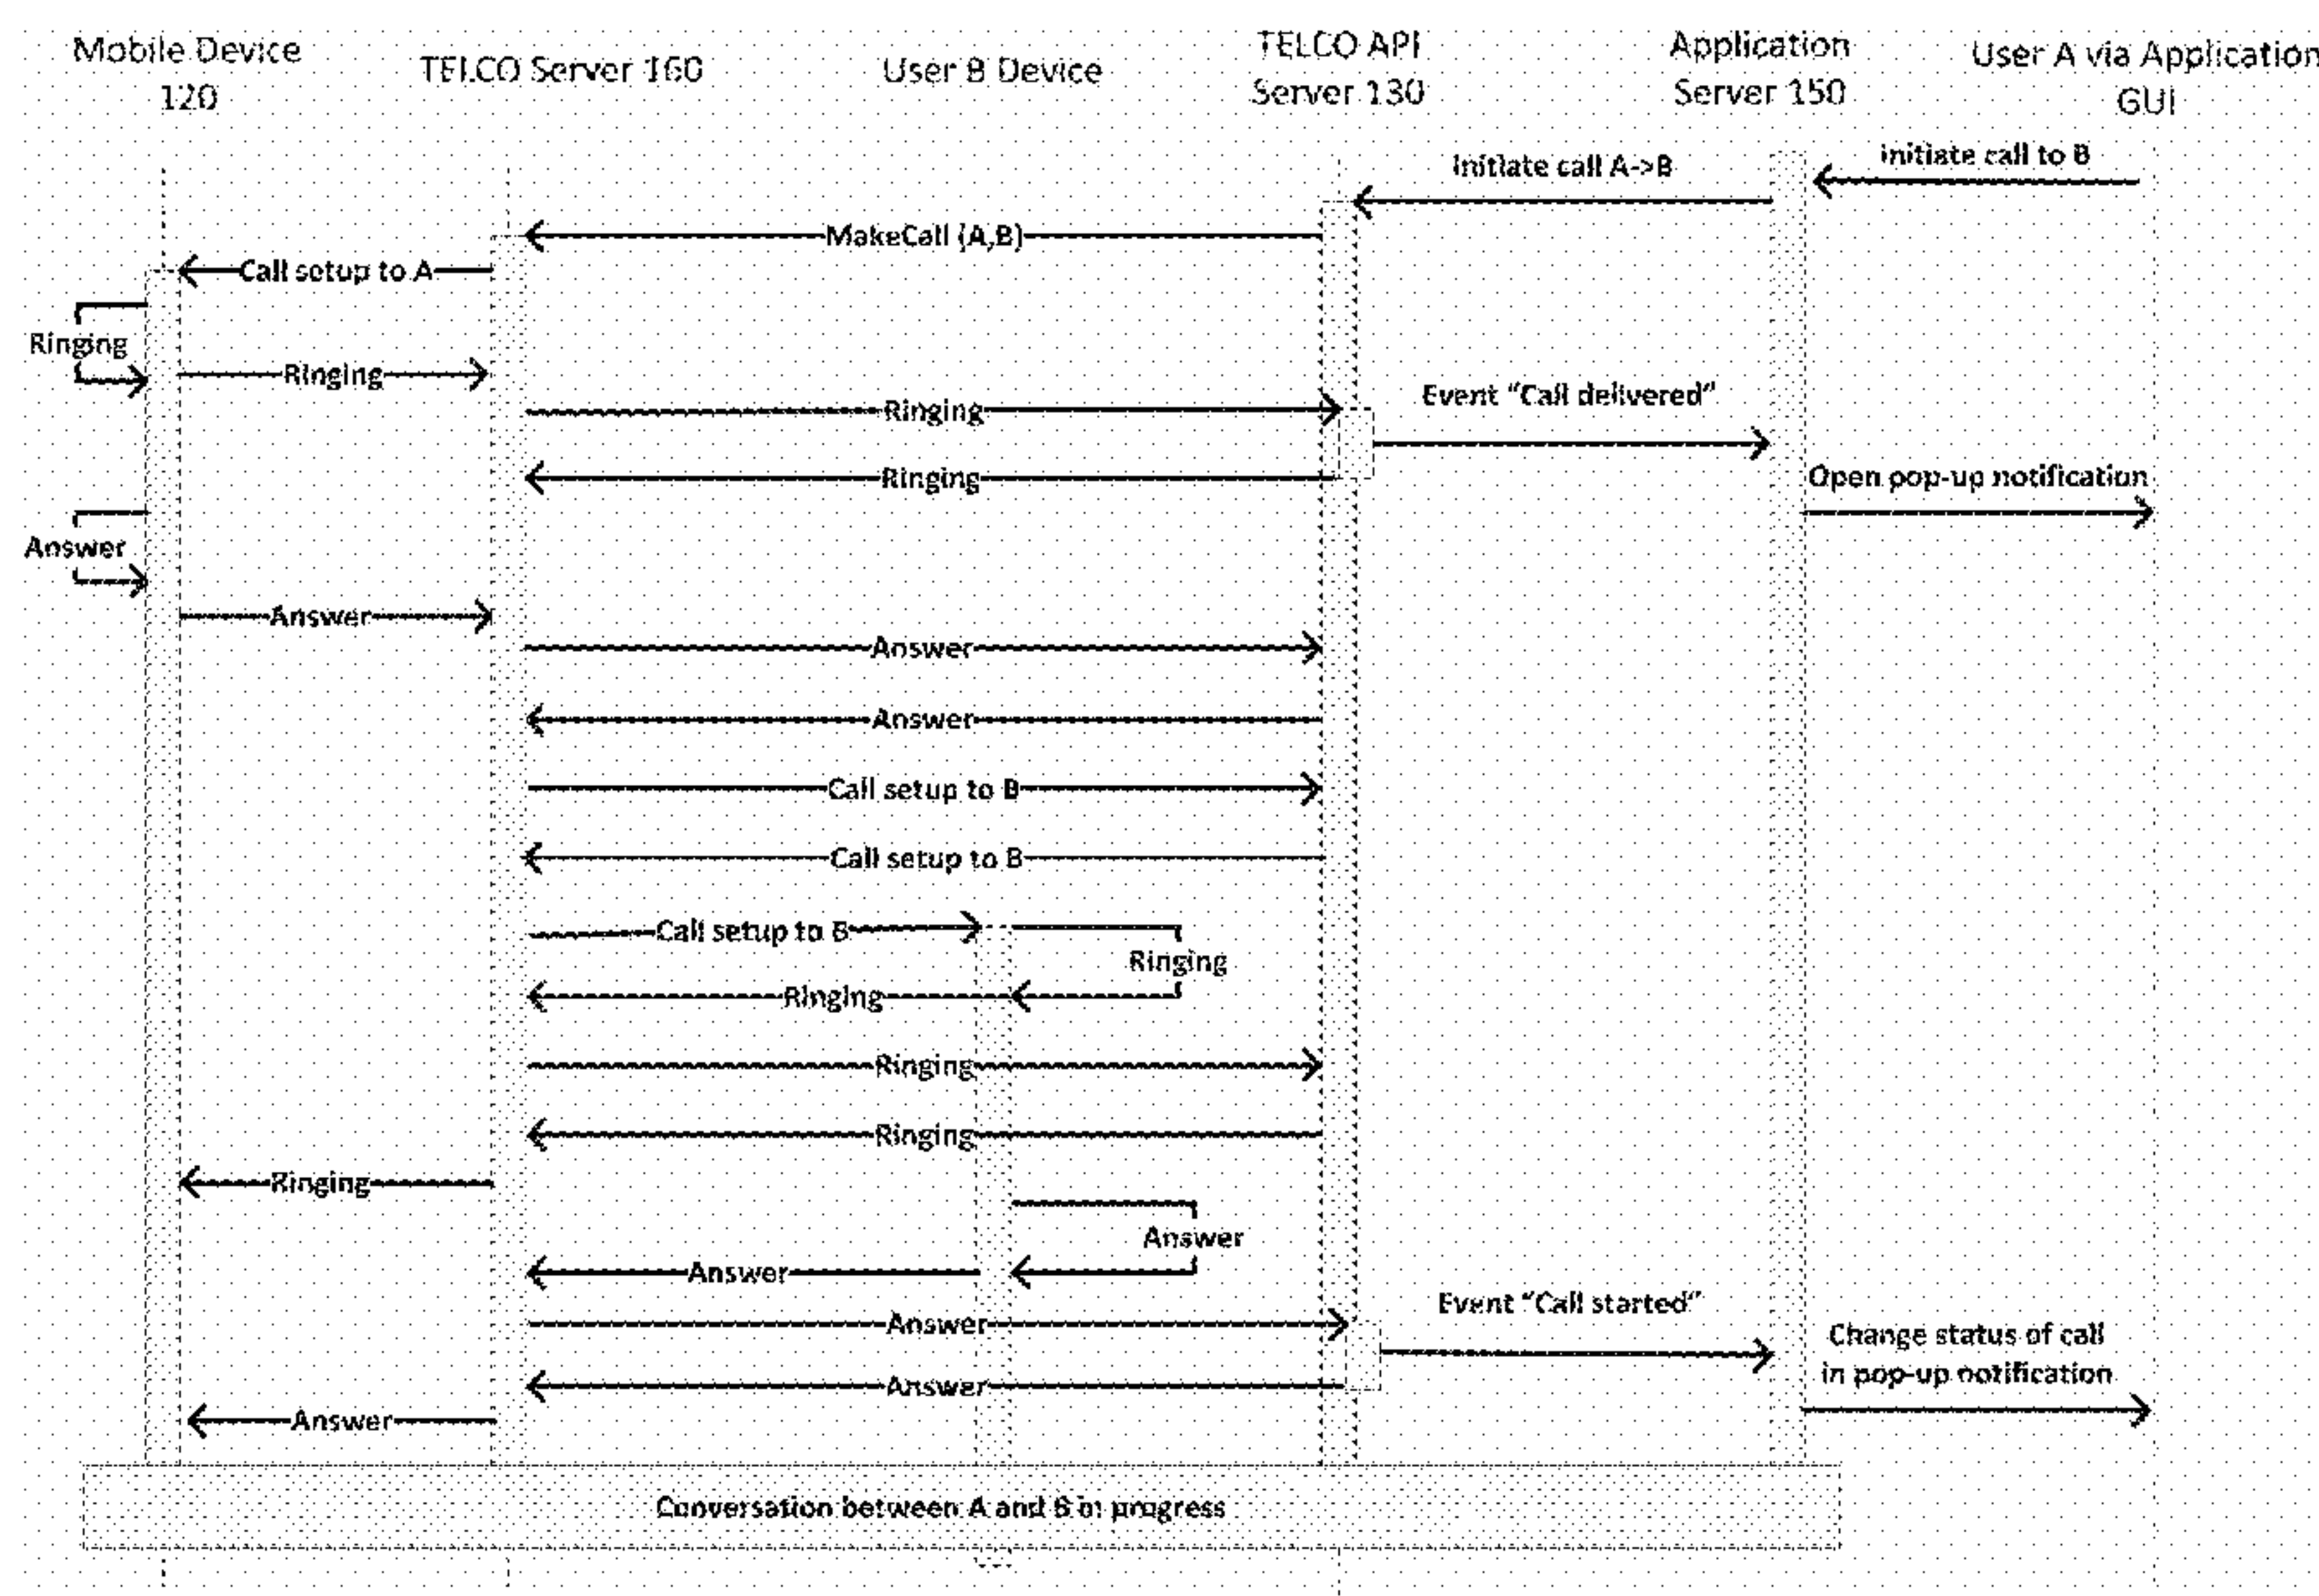 Mobile Device
120
TELCO Server 160
User B Device
TELCO API
Server 130
Application
Server 150
User A via Application
GUI
Initiate call to B
Initiate call A->B
MakeCall (A,B)
Call setup to A
Ringing
Ringing
Ringing
Event "Call delivered"
Ringing
Open pop-up notification
Answer
Answer
Answer
Answer
Call setup to B
Call setup to B
Call setup to B
Ringing
Ringing
Ringing
Ringing
Ringing
Answer
Answer
Answer
Event "Call started"
Change status of call
in pop-up notification
Answer
Answer
Conversation between A and B in progress